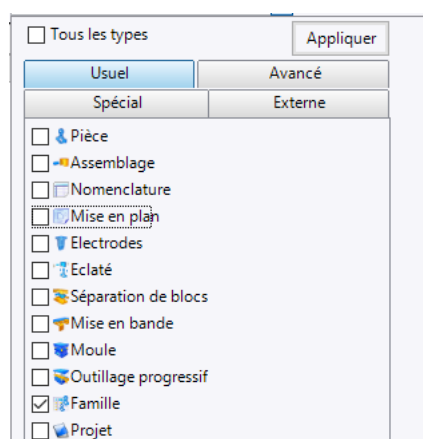 Tous les types
Appliquer
Usuel
Avancé
Spécial
Externe
Pièce
Assemblage
Nomenclature
Mise en plan
Electrodes
Eclaté
Séparation de blocs
Mise en bande
Moule
Outillage progressif
Famille
Projet